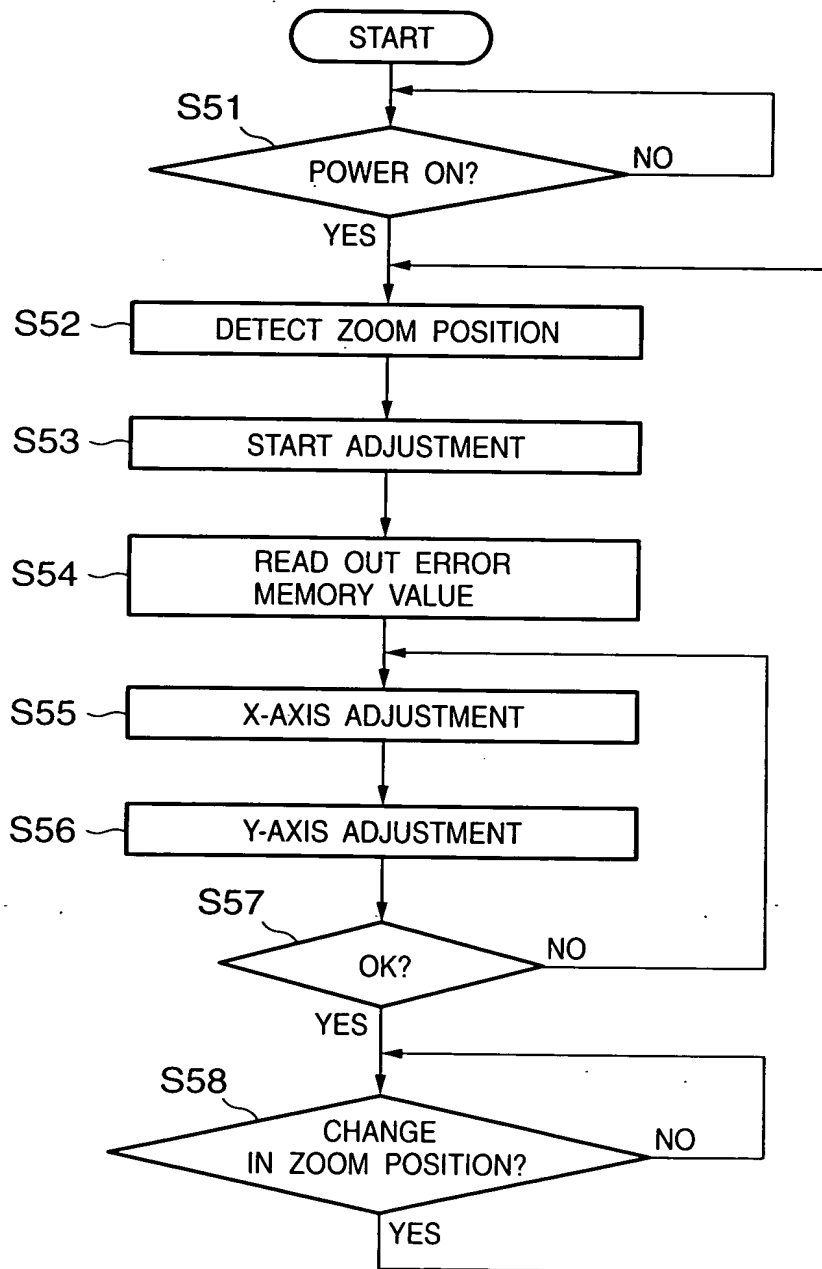 START
S51
POWER ON?
NO
YES
S52
DETECT ZOOM POSITION
S53
START ADJUSTMENT
S54
READ OUT ERROR
MEMORY VALUE
S55
X-AXIS ADJUSTMENT
S56
Y-AXIS ADJUSTMENT
S57
OK?
NO
YES
S58
CHANGE
IN ZOOM POSITION?
NO
YES